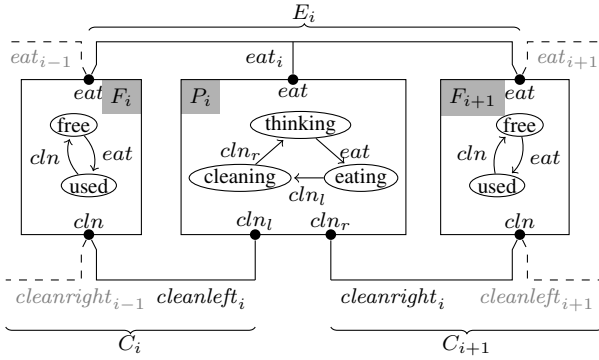 E_i
eat_{i−1} eat_i eat_{i+1}
eat F_i P_i eat F_{i+1} eat
free thinking free
cln eat cln_r eat cln eat
used cleaning cln_l eating used
cln cln_l cln_r cln
cleanright_{i−1} cleanleft_i cleanright_i cleanleft_{i+1}
C_i C_{i+1}